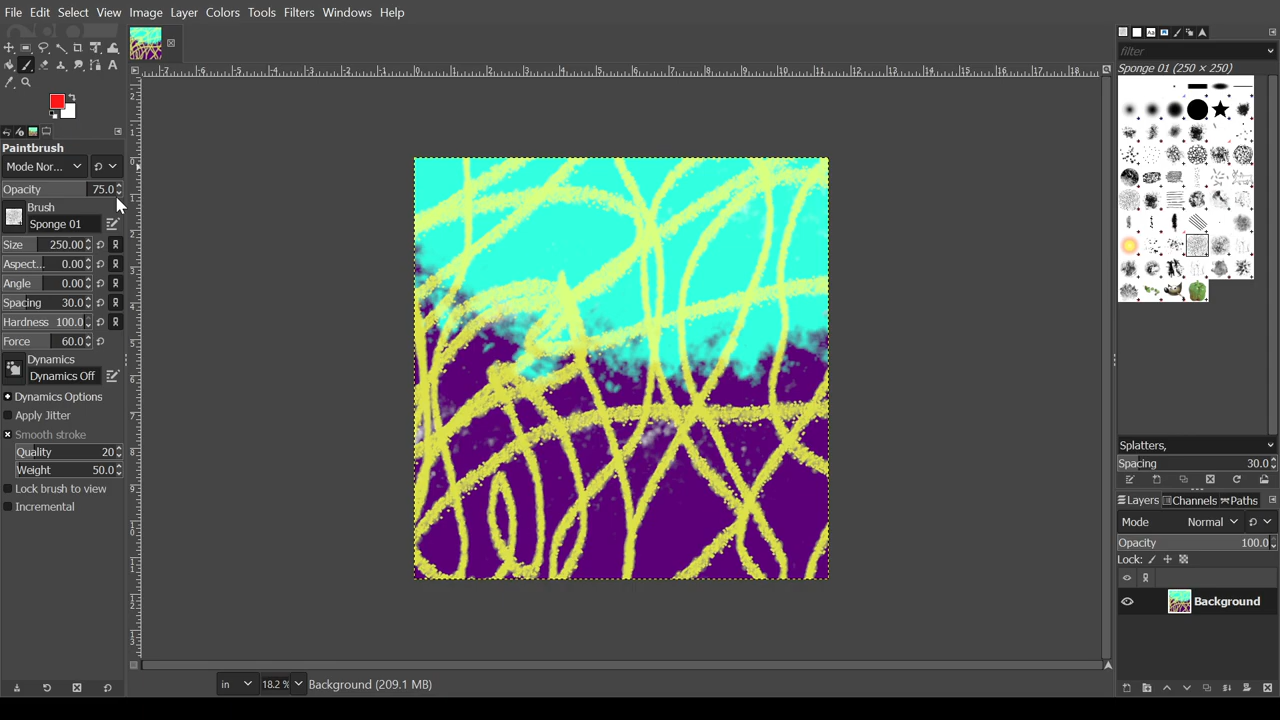 File Edit Select View Image Layer Colors Tools Filters Windows Help
Paintbrush
Mode Nor...
Opacity 75.0
Brush
Sponge 01
Size 250.00
Aspect... 0.00
Angle 0.00
Spacing 30.0
Hardness 100.0
Force 60.0
Dynamics
Dynamics Off
Dynamics Options
Apply Jitter
Smooth stroke
Quality 20
Weight 50.0
Lock brush to view
Incremental
in 18.2 % Background (209.1 MB)
filter
Sponge 01 (250 × 250)
Splatters,
Spacing 30.0
Layers Channels Paths
Mode Normal
Opacity 100.0
Lock:
Background